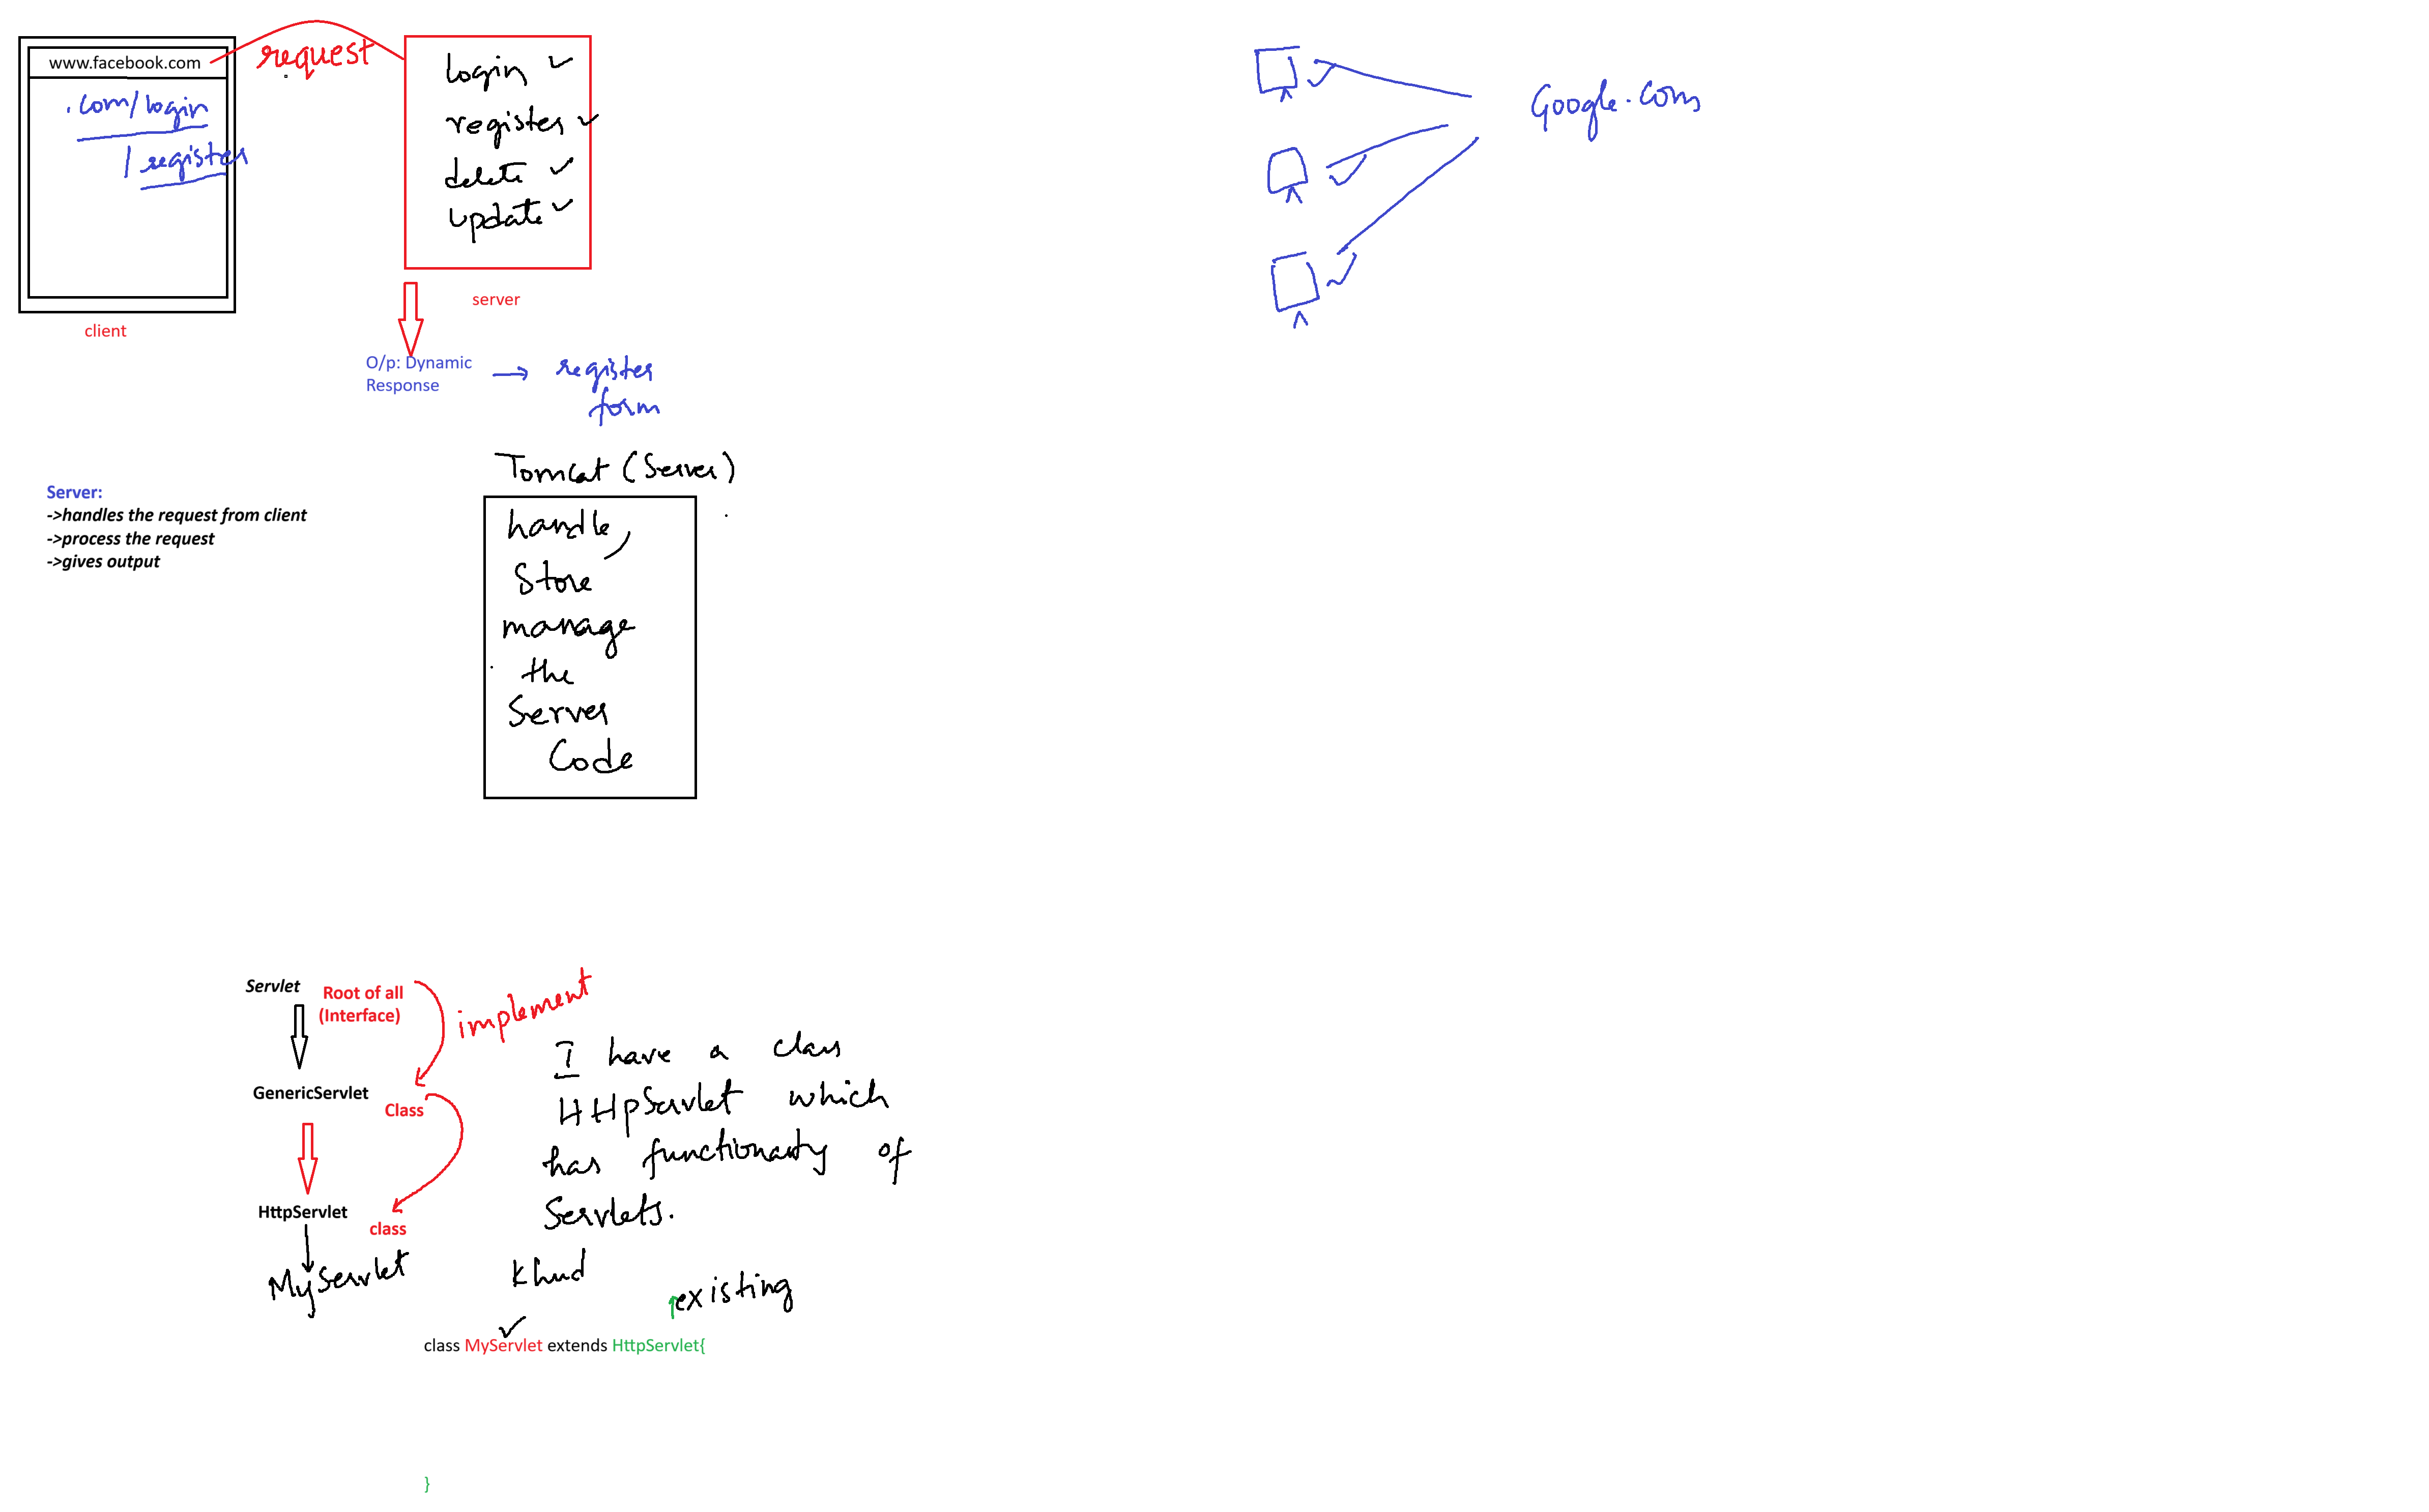 www.facebook.com
.com/login
/register
client
request
login ✓
register ✓
delete ✓
update ✓
server
O/p: Dynamic
Response
→ register
form
Google.com
Server:
->handles the request from client
->process the request
->gives output
Tomcat (Server)
handle,
Store
manage
the
Server
Code
Servlet
Root of all
(Interface)
implement
GenericServlet
Class
HttpServlet
class
MyServlet
I have a class
HttpServlet which
has functionaty of
Servlets.
Khud
existing
class MyServlet extends HttpServlet{
}